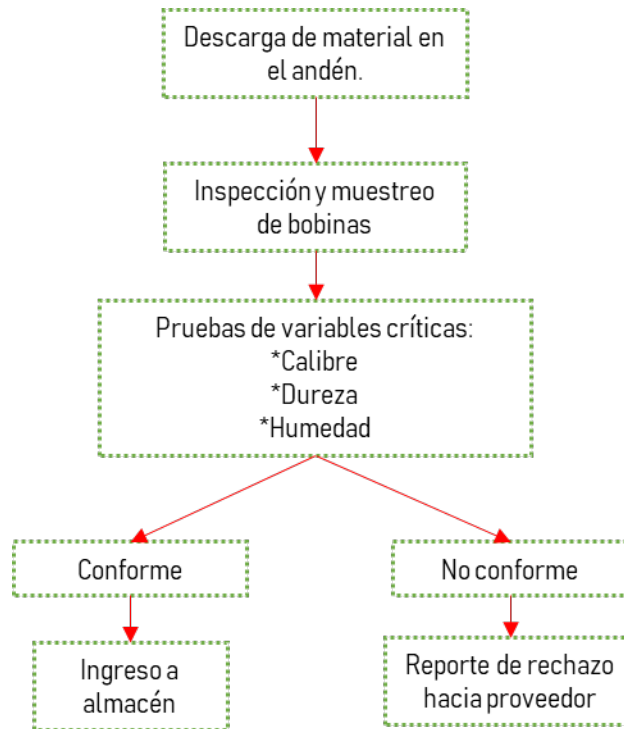 Descarga de material en
el andén.
Inspección y muestreo
de bobinas
Pruebas de variables críticas:
*Calibre
*Dureza
*Humedad
Conforme
No conforme
Ingreso a
almacén
Reporte de rechazo
hacia proveedor